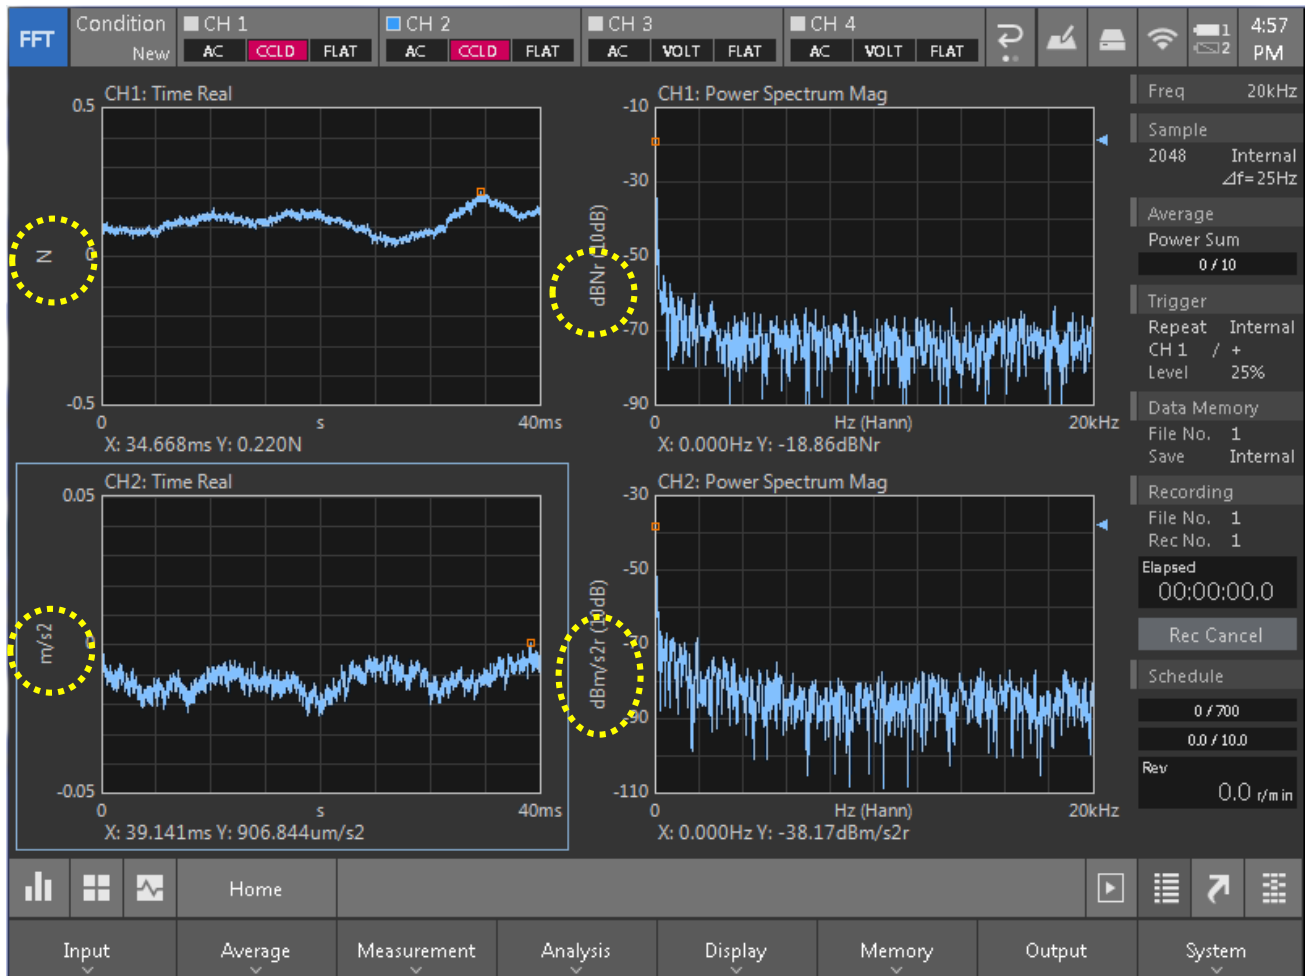 FFT
Condition
New
CH 1
AC CCLD FLAT
CH 2
AC CCLD FLAT
CH 3
AC VOLT FLAT
CH 4
AC VOLT FLAT
1
2
4:57
PM
CH1: Time Real
0.5
N
0
-0.5
0 s 40ms
X: 34.668ms Y: 0.220N
CH1: Power Spectrum Mag
-10
-30
dBNr (10dB)
-50
-70
-90
0 Hz (Hann) 20kHz
X: 0.000Hz Y: -18.86dBNr
CH2: Time Real
0.05
m/s2
0
-0.05
0 s 40ms
X: 39.141ms Y: 906.844um/s2
CH2: Power Spectrum Mag
-30
-50
dBm/s2r (10dB)
-70
-90
-110
0 Hz (Hann) 20kHz
X: 0.000Hz Y: -38.17dBm/s2r
Freq 20kHz
Sample
2048 Internal
⊿f=25Hz
Average
Power Sum
0 / 10
Trigger
Repeat Internal
CH 1 / +
Level 25%
Data Memory
File No. 1
Save Internal
Recording
File No. 1
Rec No. 1
Elapsed
00:00:00.0
Rec Cancel
Schedule
0 / 700
0.0 / 10.0
Rev
0.0 r/min
Home
Input Average Measurement Analysis Display Memory Output System